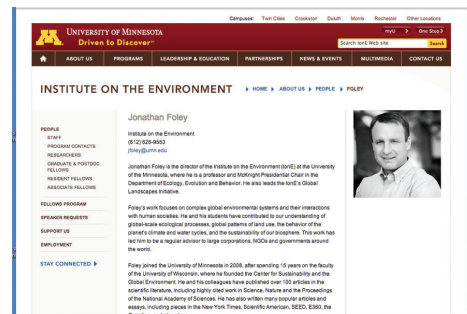 Campuses: Twin Cities Crookston Duluth Morris Rochester Other Locations
myU One Stop
UNIVERSITY OF MINNESOTA
Driven to Discover
Search IonE Web site Search
ABOUT US PROGRAMS LEADERSHIP & EDUCATION PARTNERSHIPS NEWS & EVENTS MULTIMEDIA CONTACT US
INSTITUTE ON THE ENVIRONMENT HOME ABOUT US PEOPLE FOLEY
PEOPLE
STAFF
PROGRAM CONTACTS
RESEARCHERS
GRADUATE & POSTDOC
FELLOWS
RESIDENT FELLOWS
ASSOCIATE FELLOWS
FELLOWS PROGRAM
SPEAKER REQUESTS
SUPPORT US
EMPLOYMENT
STAY CONNECTED
Jonathan Foley
Institute on the Environment
(612) 626-9553
jfoley@umn.edu
Jonathan Foley is the director of the Institute on the Environment (IonE) at the University
of Minnesota, where he is a professor and McKnight Presidential Chair in the
Department of Ecology, Evolution and Behavior. He also leads the IonE's Global
Landscapes Initiative.
Foley's work focuses on complex global environmental systems and their interactions
with human societies. He and his students have contributed to our understanding of
global-scale ecological processes, global patterns of land use, the behavior of the
planet's climate and water cycles, and the sustainability of our biosphere. This work has
led him to be a regular advisor to large corporations, NGOs and governments around
the world.
Foley joined the University of Minnesota in 2008, after spending 15 years on the faculty
of the University of Wisconsin, where he founded the Center for Sustainability and the
Global Environment. He and his colleagues have published over 100 articles in the
scientific literature, including highly cited work in Science, Nature and the Proceedings
of the National Academy of Sciences. He has also written many popular articles and
essays, including pieces in the New York Times, Scientific American, SEED, E360, the